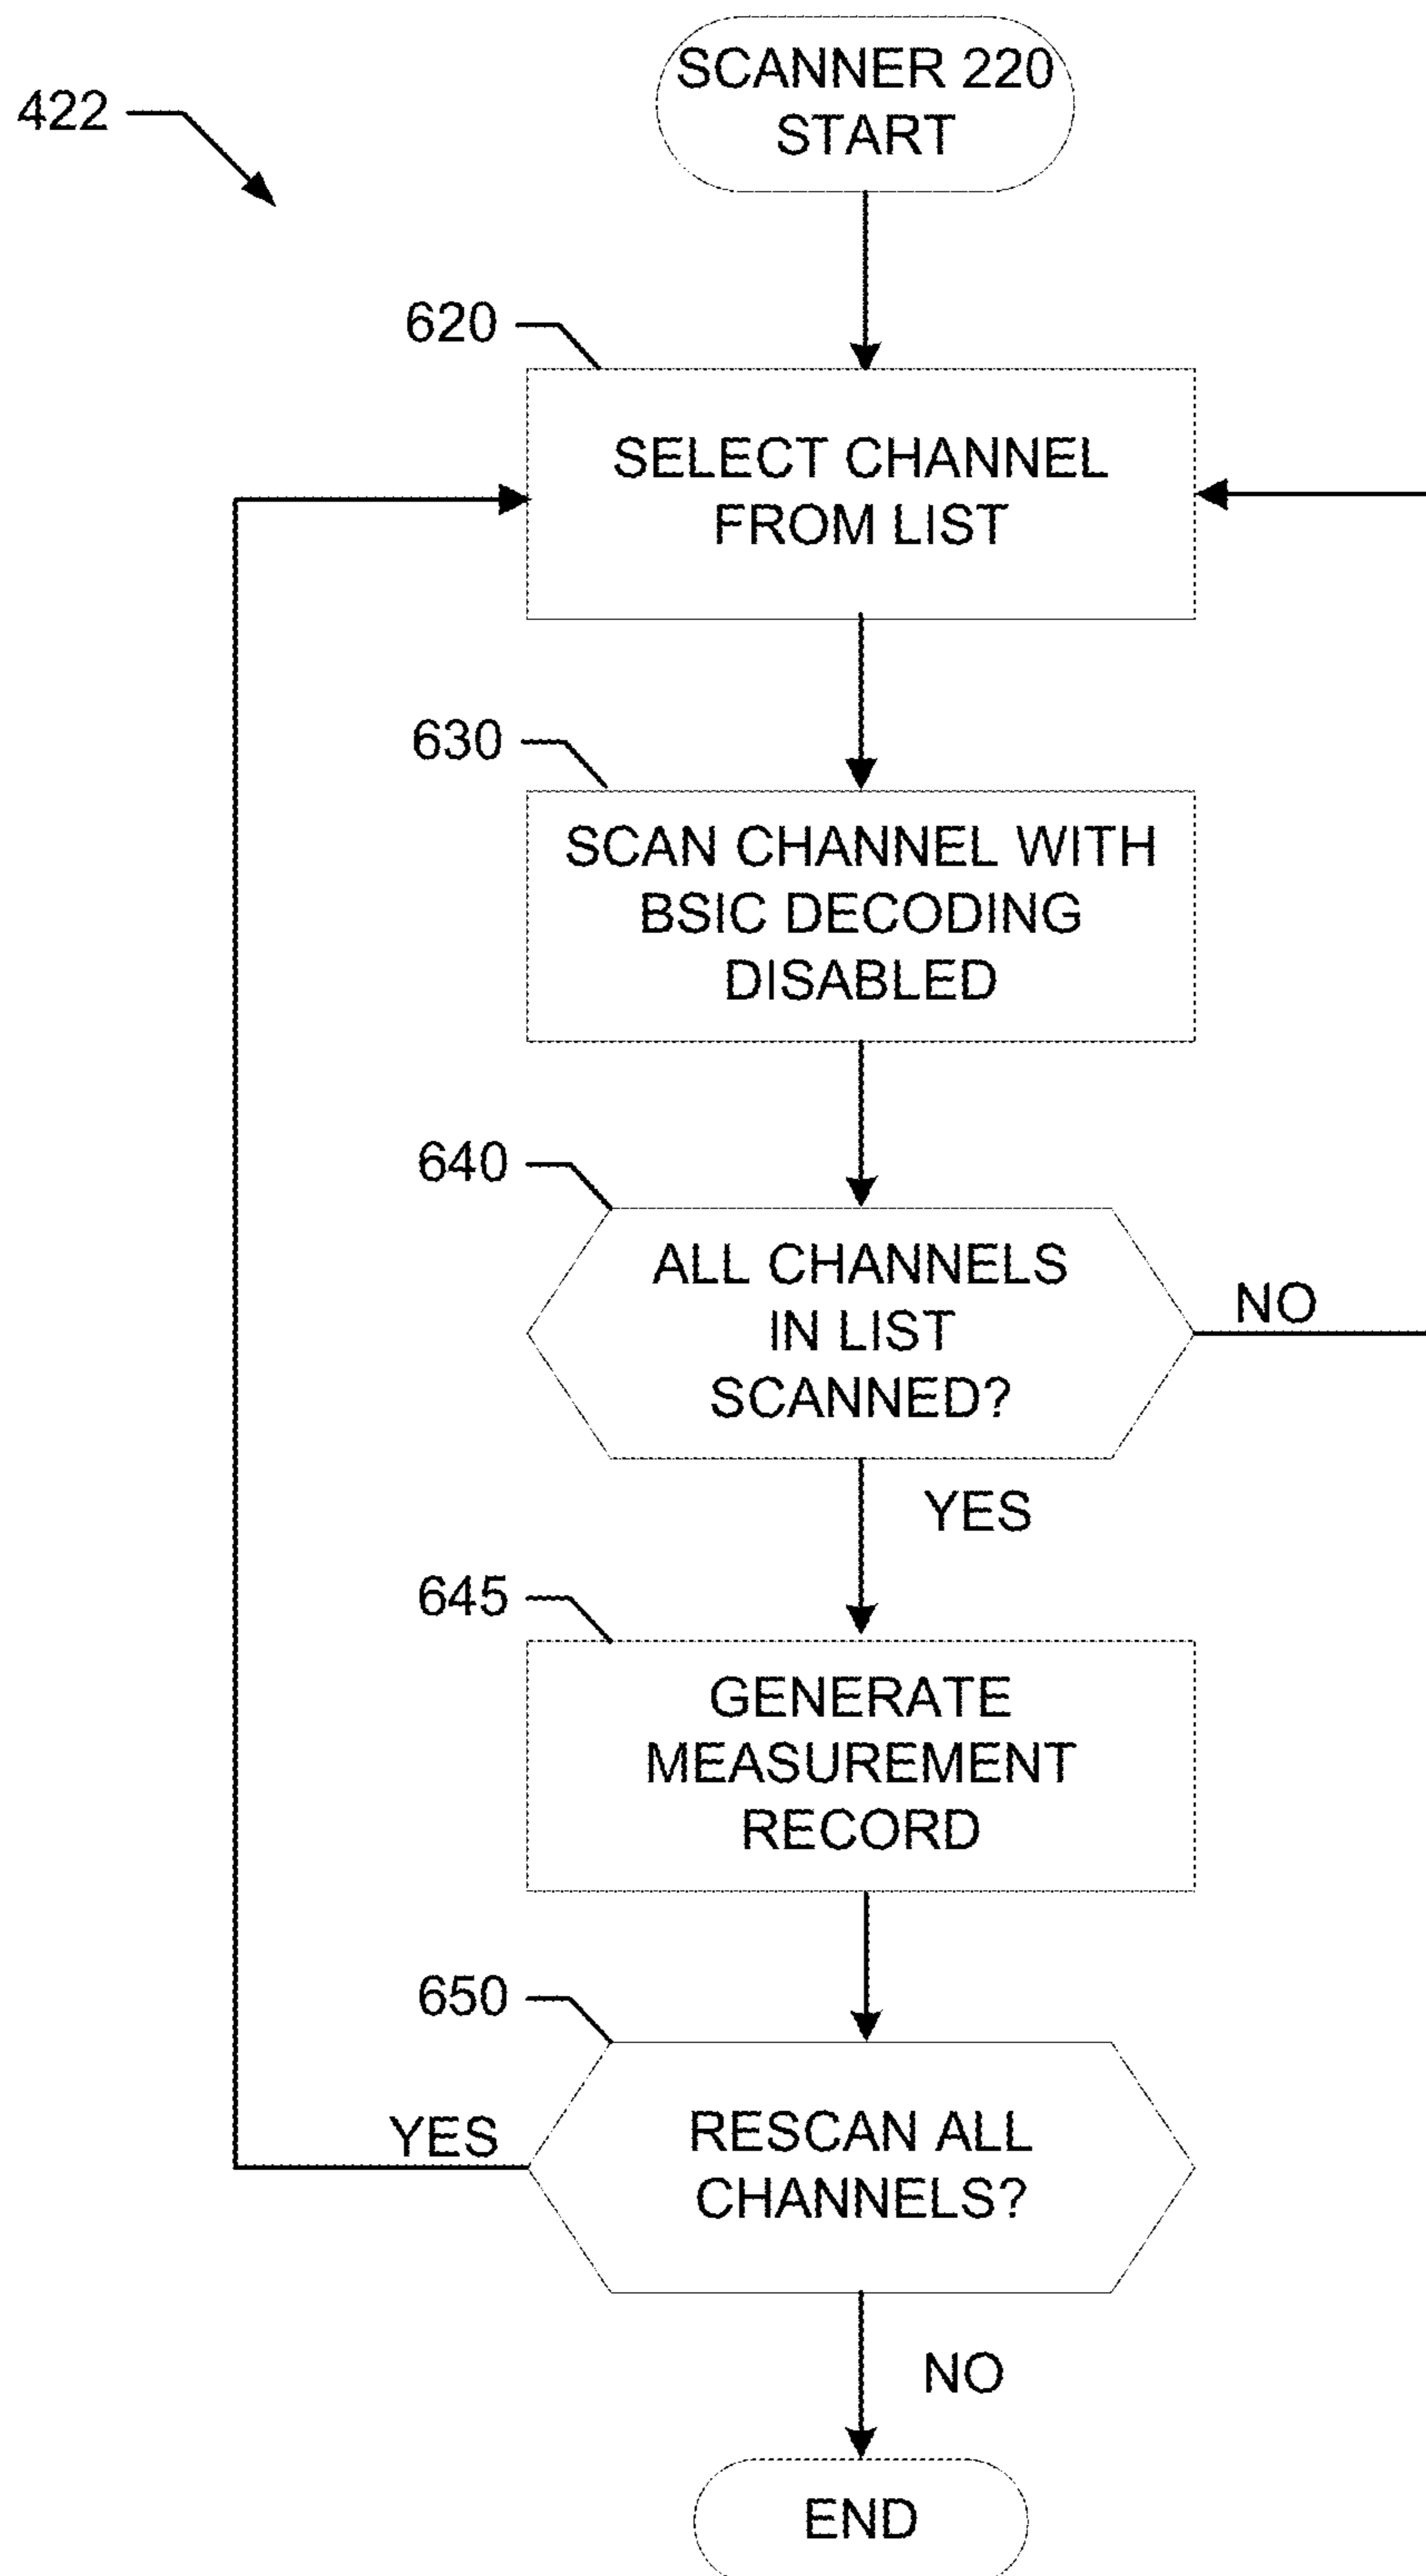 SCANNER 220
START
422
620
SELECT CHANNEL
FROM LIST
630
SCAN CHANNEL WITH
BSIC DECODING
DISABLED
640
ALL CHANNELS
IN LIST
SCANNED?
NO
YES
645
GENERATE
MEASUREMENT
RECORD
650
YES
RESCAN ALL
CHANNELS?
NO
END